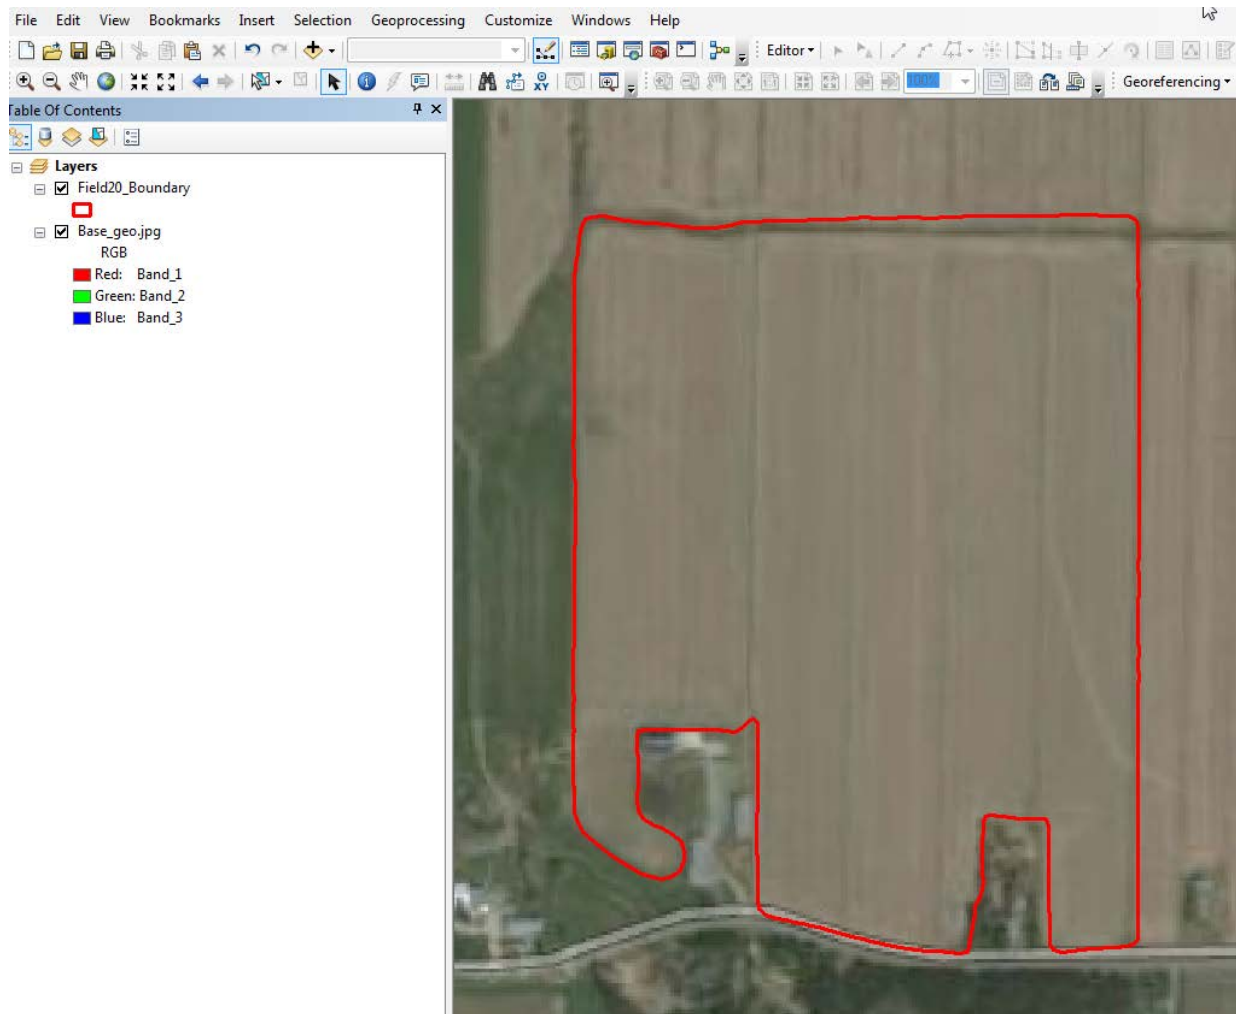 File Edit View Bookmarks Insert Selection Geoprocessing Customize Windows Help
Editor
100%
Georeferencing
Table Of Contents
Layers
Field20_Boundary
Base_geo.jpg
RGB
Red: Band_1
Green: Band_2
Blue: Band_3